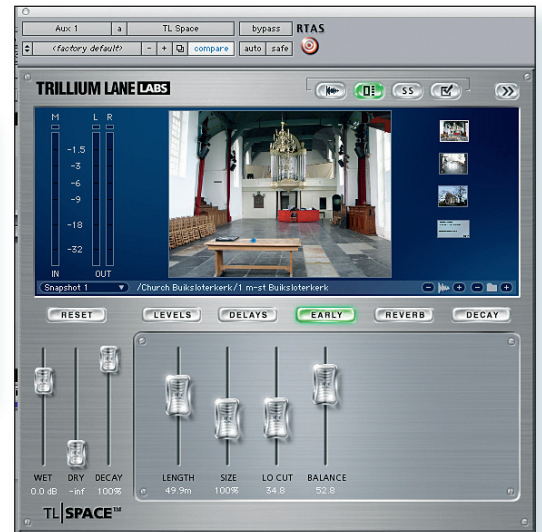 Aux 1 a TL Space bypass RTAS
<factory default> - + compare auto safe
TRILLIUM LANE LABS
SS
M L R
-1.5
-3
-6
-9
-18
-32
IN OUT
Snapshot 1 /Church Buiksloterkerk/1 m-st Buiksloterkerk
RESET LEVELS DELAYS EARLY REVERB DECAY
WET DRY DECAY LENGTH SIZE LO CUT BALANCE
0.0 dB -inf 100% 49.9m 100% 34.8 52.8
TL SPACE™